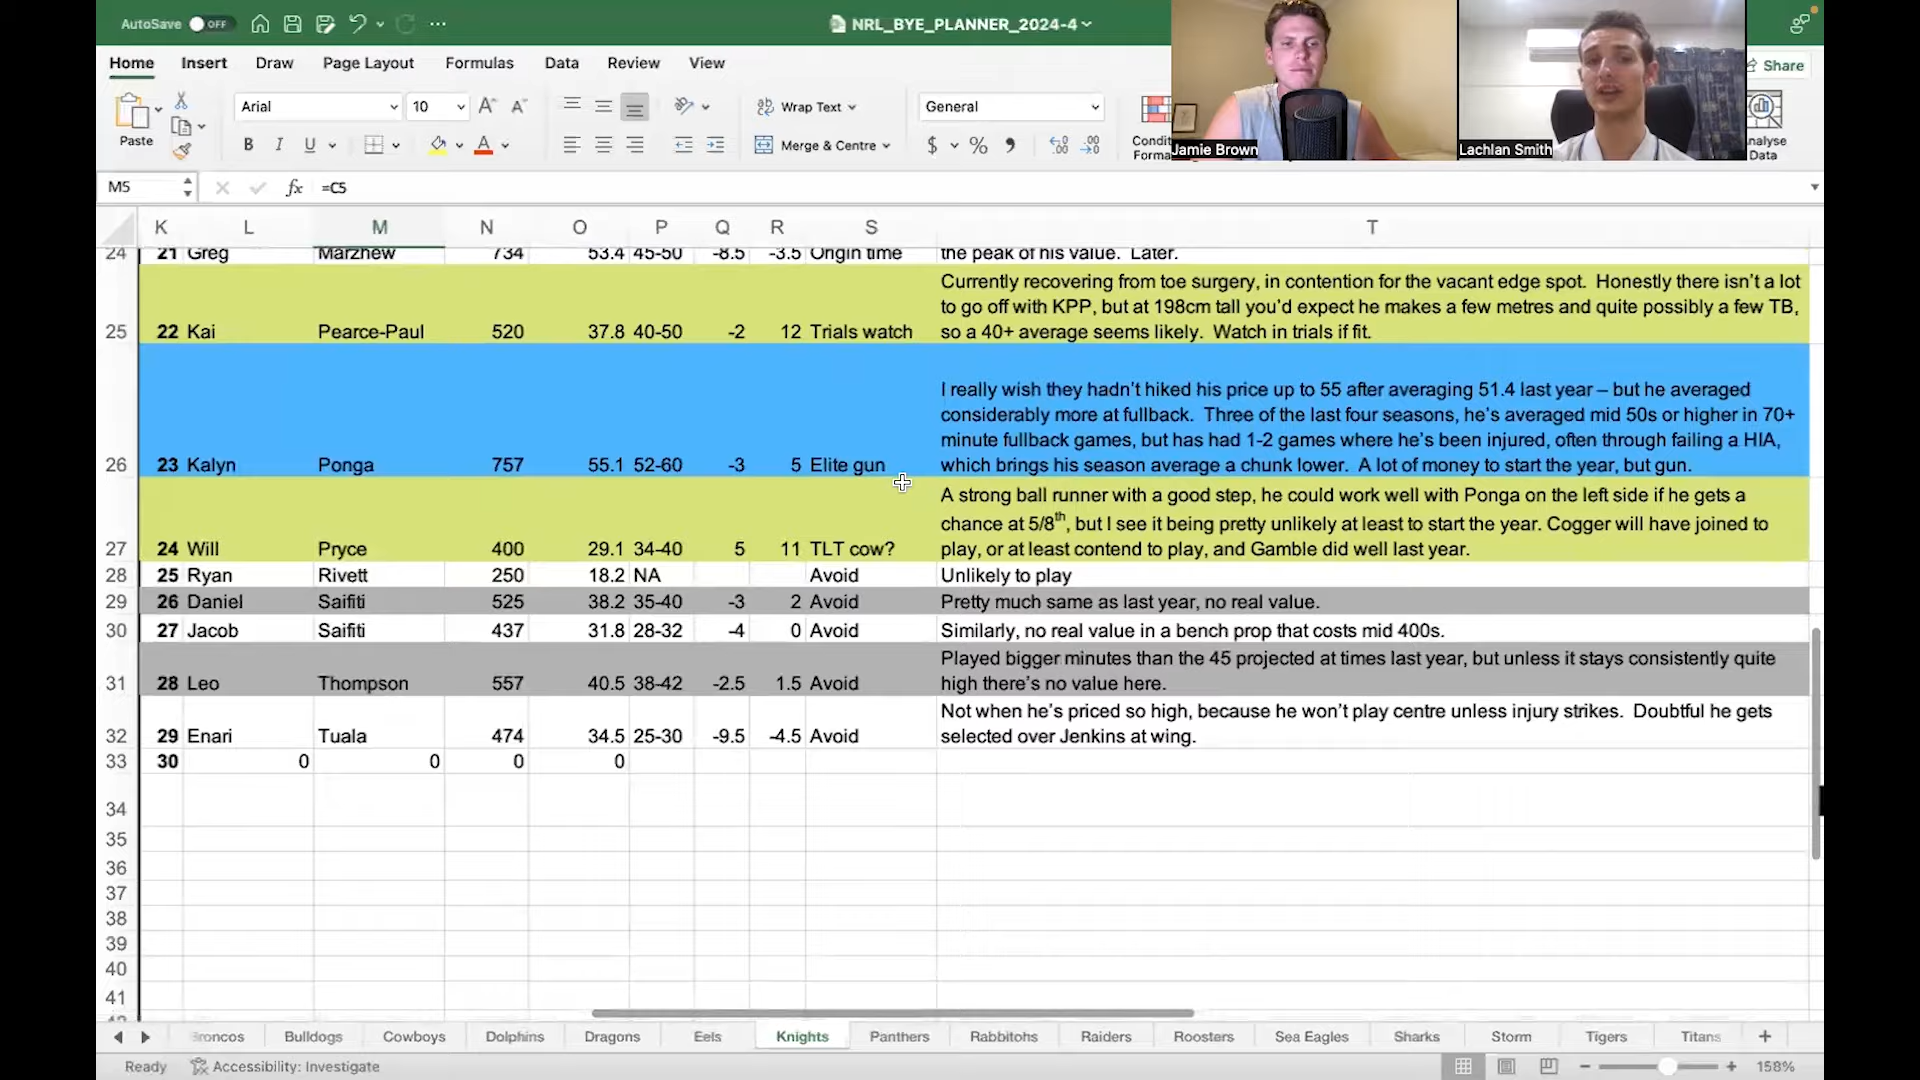 AutoSave OFF NRL_BYE_PLANNER_2024-4
Home Insert Draw Page Layout Formulas Data Review View Share
Arial 10 Wrap Text General
Paste B I U Merge & Centre $ %
Data
Jamie Brown Lachlan Smith
M5 fx =C5
K L M N O P Q R S T
24 21 Greg Marzhew 734 53.4 45-50 -8.5 -3.5 Origin time the peak of his value. Later.
Currently recovering from toe surgery, in contention for the vacant edge spot. Honestly there isn't a lot
to go off with KPP, but at 198cm tall you'd expect he makes a few metres and quite possibly a few TB,
25 22 Kai Pearce-Paul 520 37.8 40-50 -2 12 Trials watch so a 40+ average seems likely. Watch in trials if fit.
I really wish they hadn't hiked his price up to 55 after averaging 51.4 last year – but he averaged
considerably more at fullback. Three of the last four seasons, he's averaged mid 50s or higher in 70+
minute fullback games, but has had 1-2 games where he's been injured, often through failing a HIA,
26 23 Kalyn Ponga 757 55.1 52-60 -3 5 Elite gun which brings his season average a chunk lower. A lot of money to start the year, but gun.
A strong ball runner with a good step, he could work well with Ponga on the left side if he gets a
chance at 5/8th, but I see it being pretty unlikely at least to start the year. Cogger will have joined to
27 24 Will Pryce 400 29.1 34-40 5 11 TLT cow? play, or at least contend to play, and Gamble did well last year.
28 25 Ryan Rivett 250 18.2 NA Avoid Unlikely to play
29 26 Daniel Saifiti 525 38.2 35-40 -3 2 Avoid Pretty much same as last year, no real value.
30 27 Jacob Saifiti 437 31.8 28-32 -4 0 Avoid Similarly, no real value in a bench prop that costs mid 400s.
Played bigger minutes than the 45 projected at times last year, but unless it stays consistently quite
31 28 Leo Thompson 557 40.5 38-42 -2.5 1.5 Avoid high there's no value here.
Not when he's priced so high, because he won't play centre unless injury strikes. Doubtful he gets
32 29 Enari Tuala 474 34.5 25-30 -9.5 -4.5 Avoid selected over Jenkins at wing.
33 30 0 0 0 0
34
35
36
37
38
39
40
41
Broncos Bulldogs Cowboys Dolphins Dragons Eels Knights Panthers Rabbitohs Raiders Roosters Sea Eagles Sharks Storm Tigers Titans +
Ready Accessibility: Investigate 158%